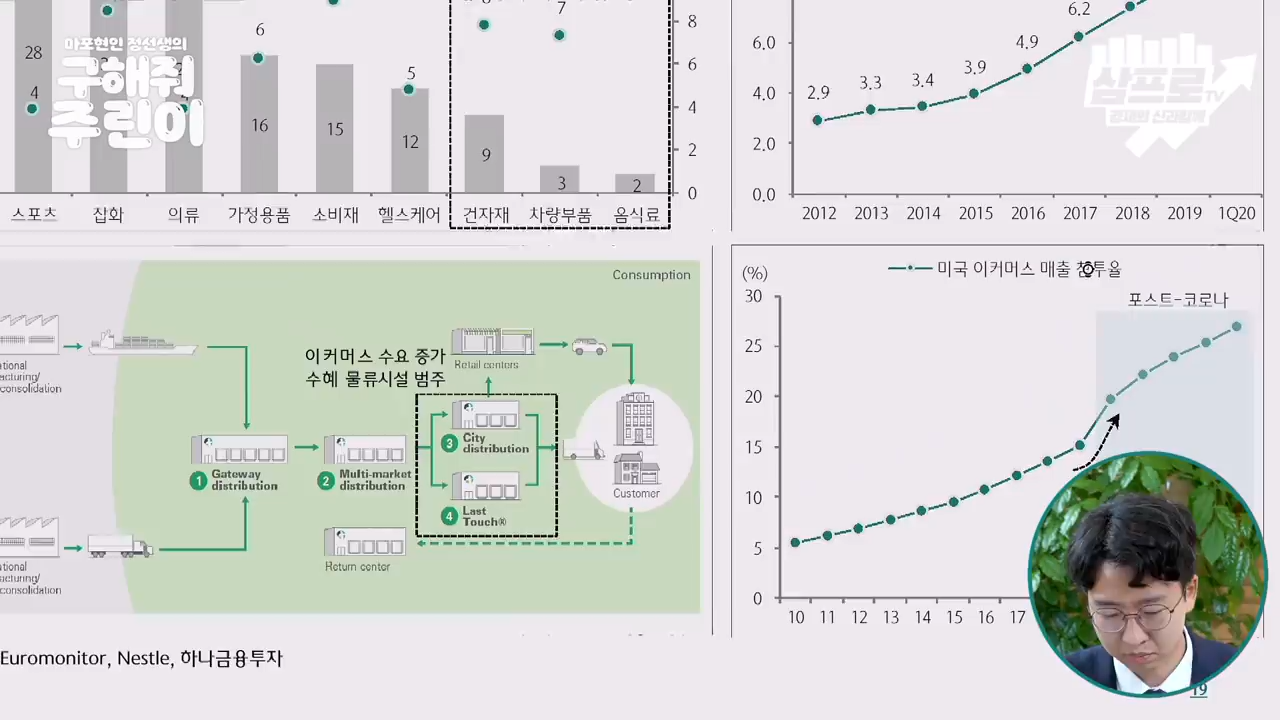 마포현인 정선생의
구해줘
주린이
삼프로TV
경제의 신과함께
28
4
6
16
15
5
12
9
7
3
2
8
6
4
2
0
스포츠 잡화 의류 가정용품 소비재 헬스케어 건자재 차량부품 음식료
6.0
4.0
2.0
0.0
2.9
3.3
3.4
3.9
4.9
6.2
2012 2013 2014 2015 2016 2017 2018 2019 1Q20
Consumption
이커머스 수요 증가
수혜 물류시설 범주
Retail centers
ational
acturing/
consolidation
1 Gateway
distribution
2 Multi-market
distribution
3 City
distribution
4 Last
Touch®
Customer
Return center
ational
acturing/
consolidation
(%)
미국 이커머스 매출 침투율
포스트-코로나
30
25
20
15
10
5
0
10 11 12 13 14 15 16 17
Euromonitor, Nestle, 하나금융투자
19